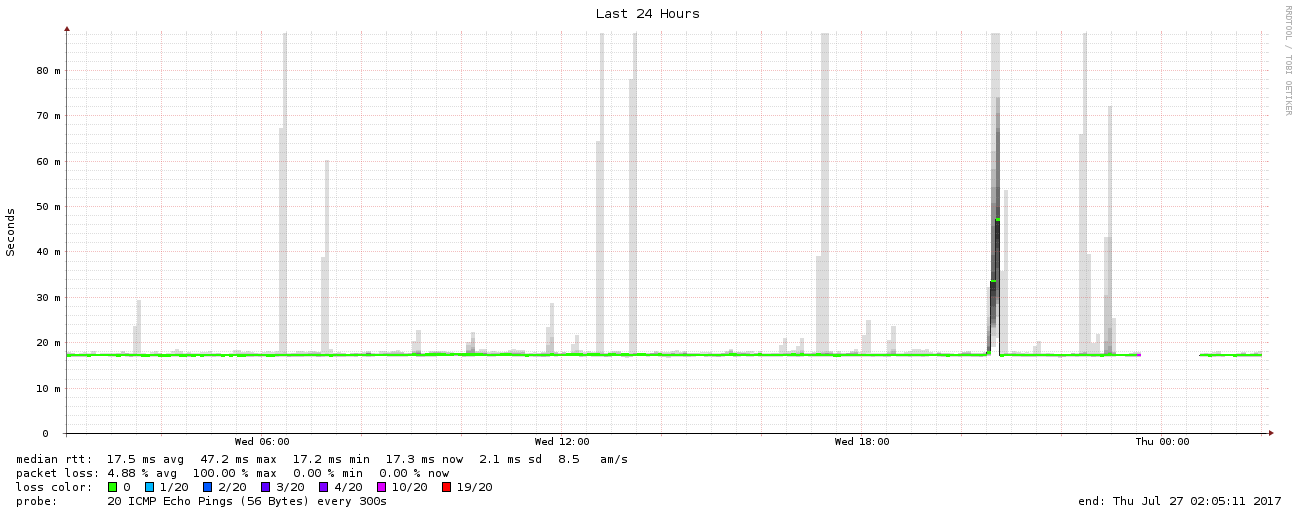 Last 24 Hours
RRDTOOL / TOBI OETIKER
Seconds
80 m
70 m
60 m
50 m
40 m
30 m
20 m
10 m
0
Wed 06:00 Wed 12:00 Wed 18:00 Thu 00:00
median rtt: 17.5 ms avg 47.2 ms max 17.2 ms min 17.3 ms now 2.1 ms sd 8.5 am/s
packet loss: 4.88 % avg 100.00 % max 0.00 % min 0.00 % now
loss color: 0 1/20 2/20 3/20 4/20 10/20 19/20
probe: 20 ICMP Echo Pings (56 Bytes) every 300s end: Thu Jul 27 02:05:11 2017